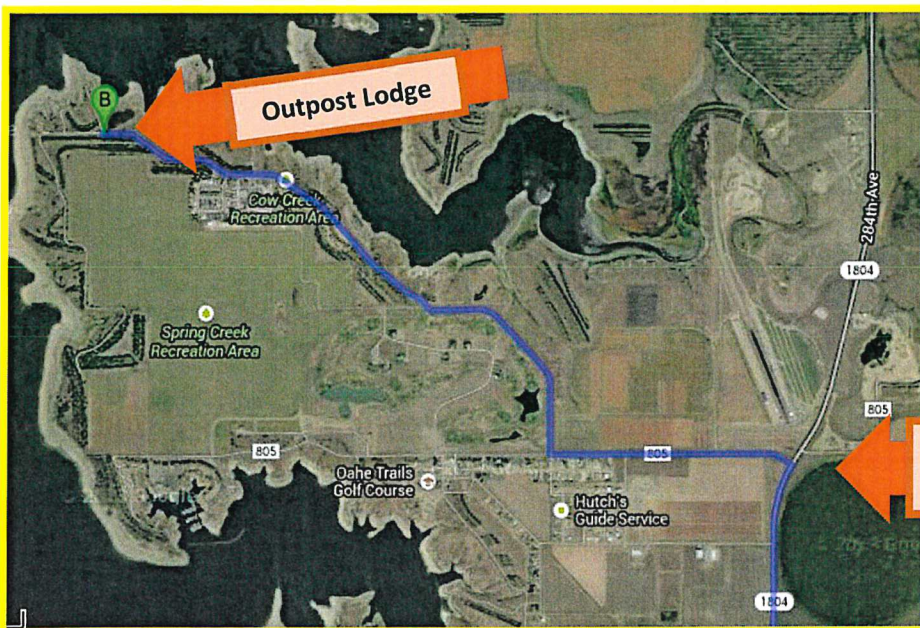 B
Outpost Lodge
Cow Creek
Recreation Area
284th Ave
1804
Spring Creek
Recreation Area
805
805
805
Oahe Trails
Golf Course
Hutch's
Guide Service
1804